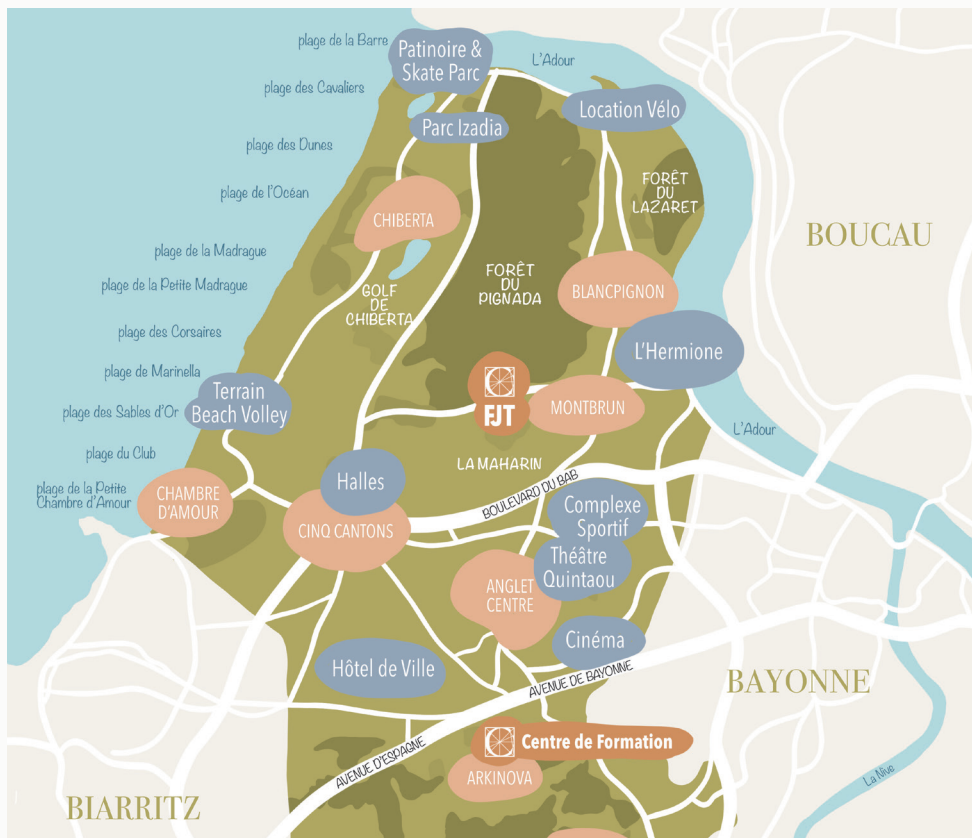 plage de la Barre
Patinoire &
Skate Parc
L'Adour
plage des Cavaliers
Location Vélo
Parc Izadia
plage des Dunes
FORÊT
DU
LAZARET
plage de l'Océan
CHIBERTA
BOUCAU
plage de la Madrague
FORÊT
DU
PIGNADA
plage de la Petite Madrague
GOLF
DE
CHIBERTA
BLANCPIGNON
plage des Corsaires
L'Hermione
plage de Marinella
Terrain
Beach Volley
FJT
MONTBRUN
plage des Sables d'Or
L'Adour
plage du Club
LA MAHARIN
Halles
BOULEVARD DU BAB
plage de la Petite
Chambre d'Amour
CHAMBRE
D'AMOUR
CINQ CANTONS
Complexe
Sportif
Théâtre
Quintaou
ANGLET
CENTRE
Cinéma
Hôtel de Ville
AVENUE DE BAYONNE
BAYONNE
AVENUE D'ESPAGNE
Centre de Formation
ARKINOVA
La Nive
BIARRITZ